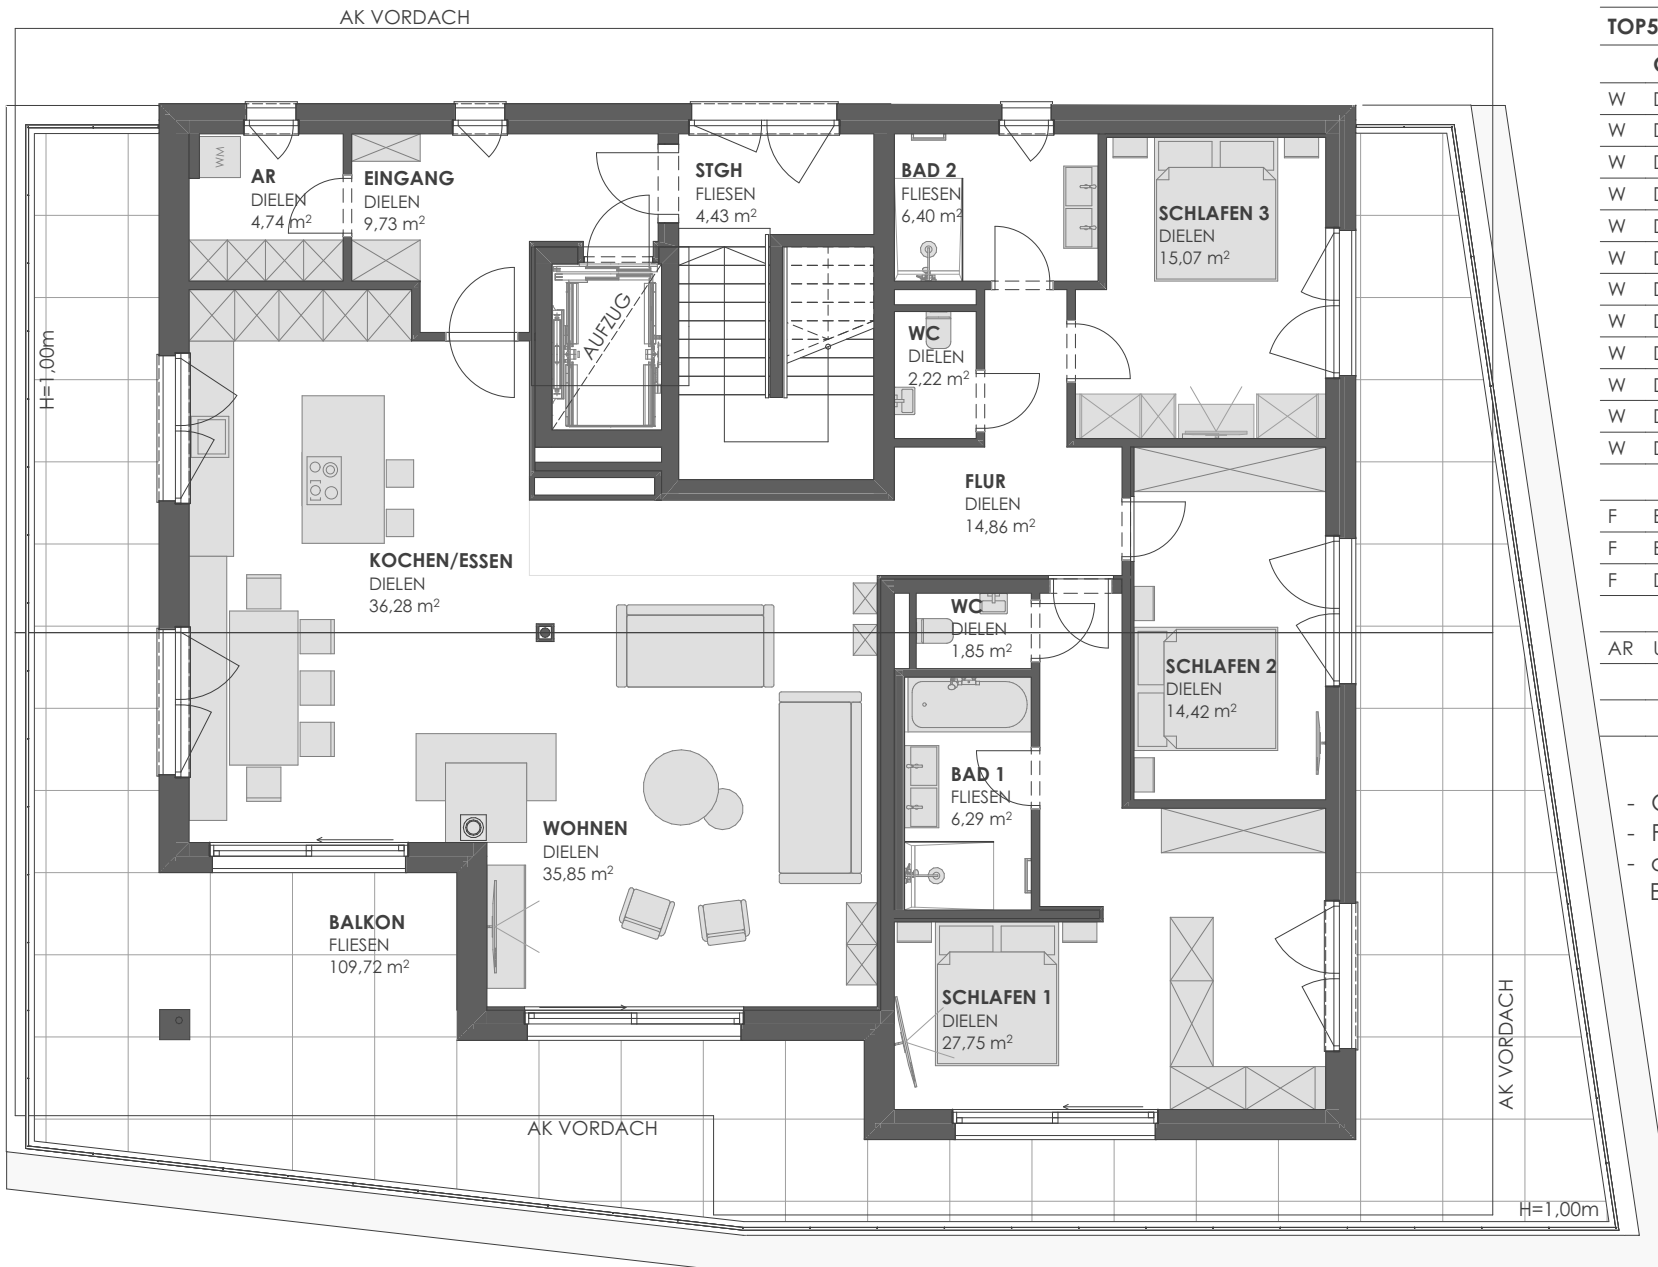 AK VORDACH
TOP5
W
W
W
W
W
W
W
W
W
W
W
W
F
F
F
AR
AR
DIELEN
4,74 m²
WM
EINGANG
DIELEN
9,73 m²
STGH
FLIESEN
4,43 m²
BAD 2
FLIESEN
6,40 m²
SCHLAFEN 3
DIELEN
15,07 m²
AUFZUG
WC
DIELEN
2,22 m²
H=1,00m
FLUR
DIELEN
14,86 m²
KOCHEN/ESSEN
DIELEN
36,28 m²
WC
DIELEN
1,85 m²
SCHLAFEN 2
DIELEN
14,42 m²
BAD 1
FLIESEN
6,29 m²
WOHNEN
DIELEN
35,85 m²
BALKON
FLIESEN
109,72 m²
SCHLAFEN 1
DIELEN
27,75 m²
AK VORDACH
AK VORDACH
H=1,00m